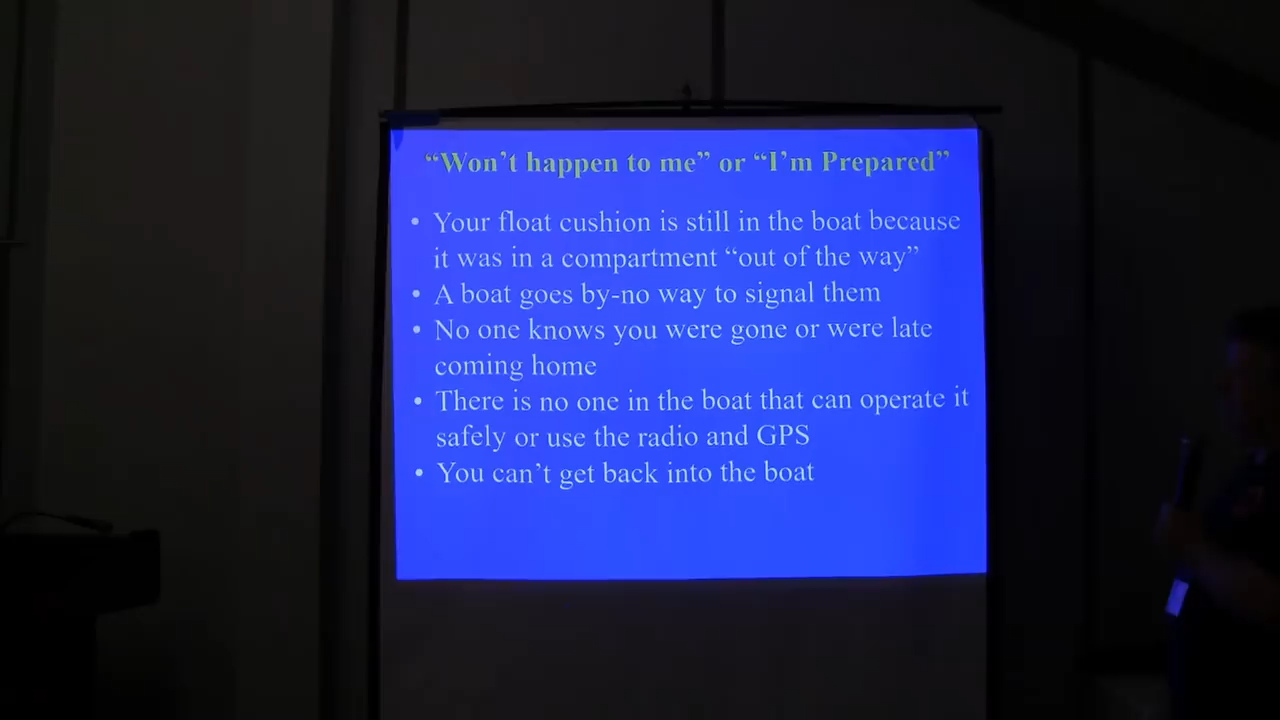 “Won’t happen to me” or “I’m Prepared”
• Your float cushion is still in the boat because
it was in a compartment “out of the way”
• A boat goes by-no way to signal them
• No one knows you were gone or were late
coming home
• There is no one in the boat that can operate it
safely or use the radio and GPS
• You can’t get back into the boat